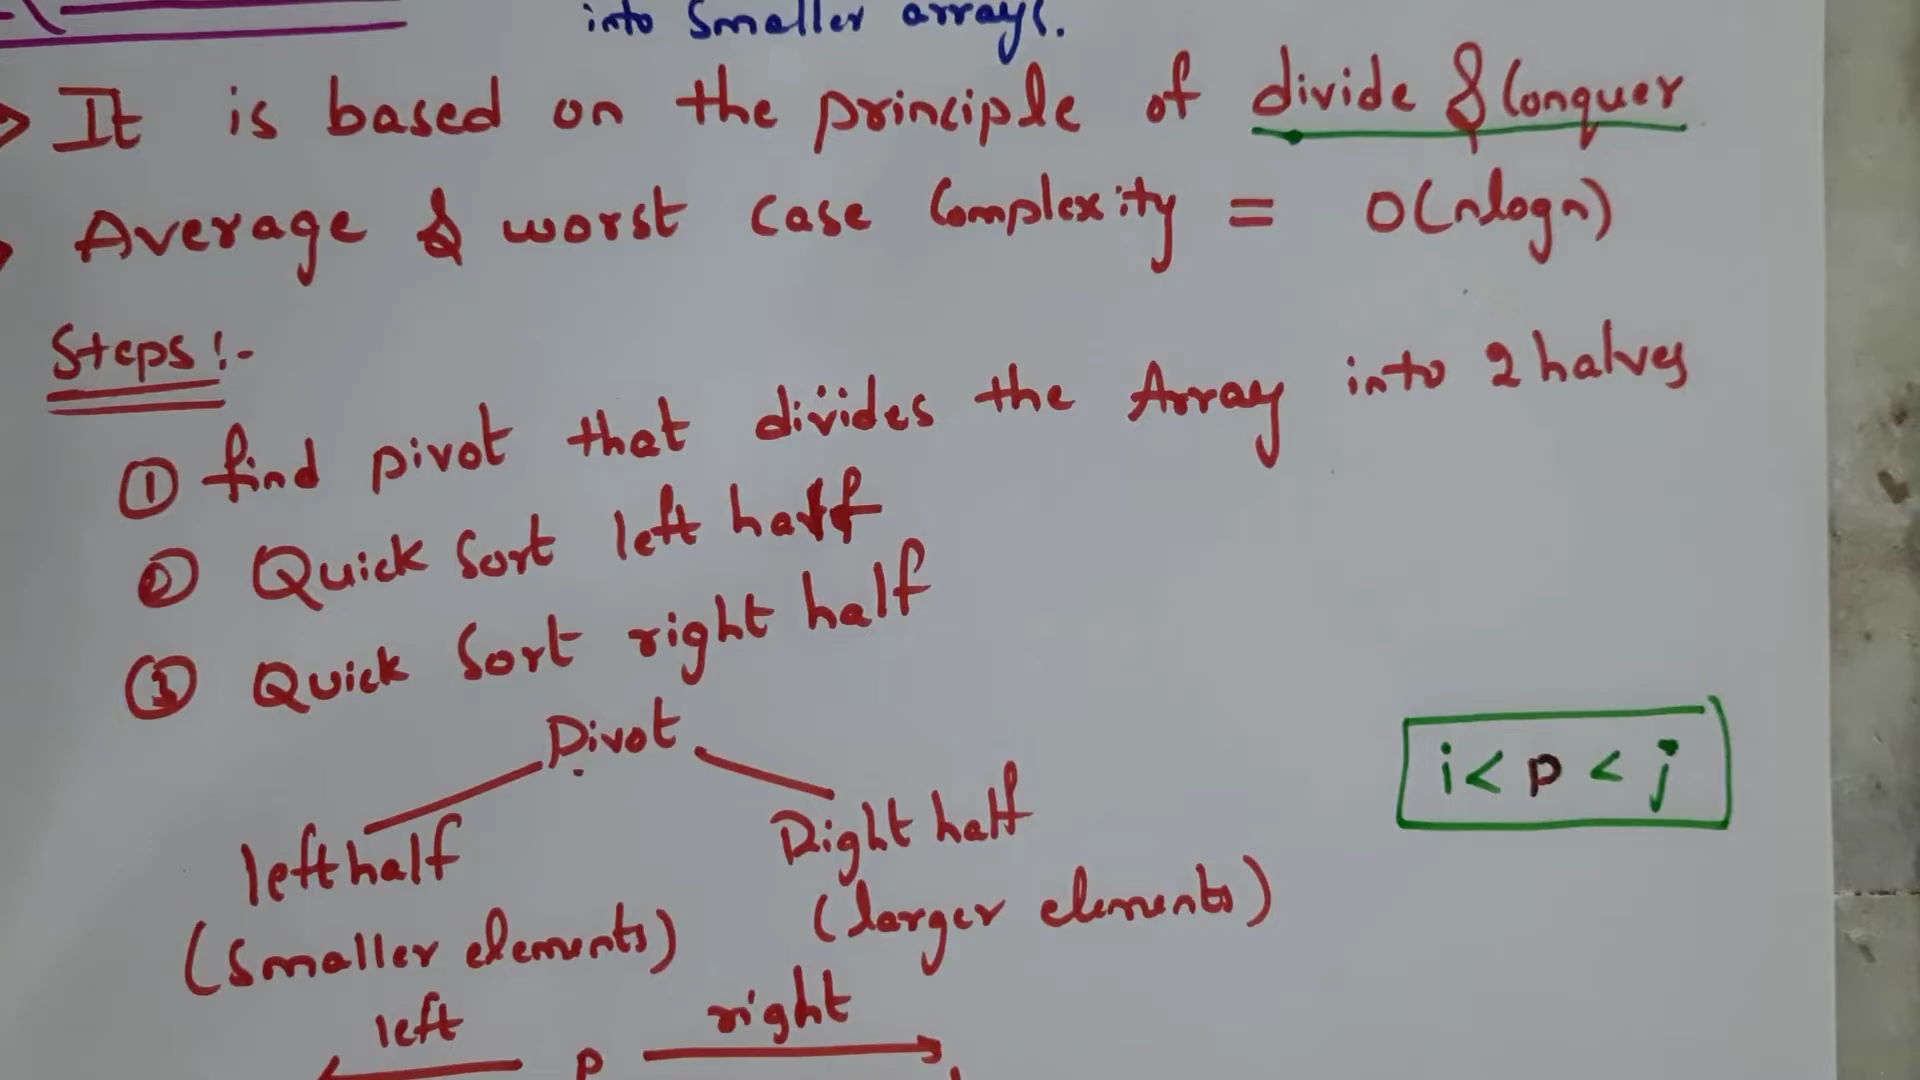 into Smaller arrays.
It is based on the principle of divide & Conquer
Average & worst case Complexity = O(nlogn)
Steps:-
① find pivot that divides the Array into 2 halves
② Quick Sort left half
③ Quick Sort right half
Pivot
left half
Right half
i < p < j
(Smaller elements)
(larger elements)
left
right
P